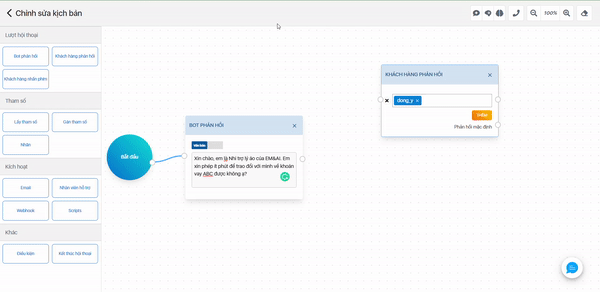 Chỉnh sửa kịch bản
100%
Lượt hội thoại
Bot phản hồi
Khách hàng phản hồi
Khách hàng nhấn phím
Tham số
Lấy tham số
Gán tham số
Nhãn
Kích hoạt
Email
Nhân viên hỗ trợ
Webhook
Scripts
Khác
Điều kiện
Kết thúc hội thoại
Bắt đầu
BOT PHẢN HỒI
Xin chào, em là Nhi trợ lý ảo của EM&AI. Em
xin phép ít phút để trao đổi với mình về khoản
vay ABC được không ạ?
KHÁCH HÀNG PHẢN HỒI
dong_y
THÊM
Phản hồi mặc định